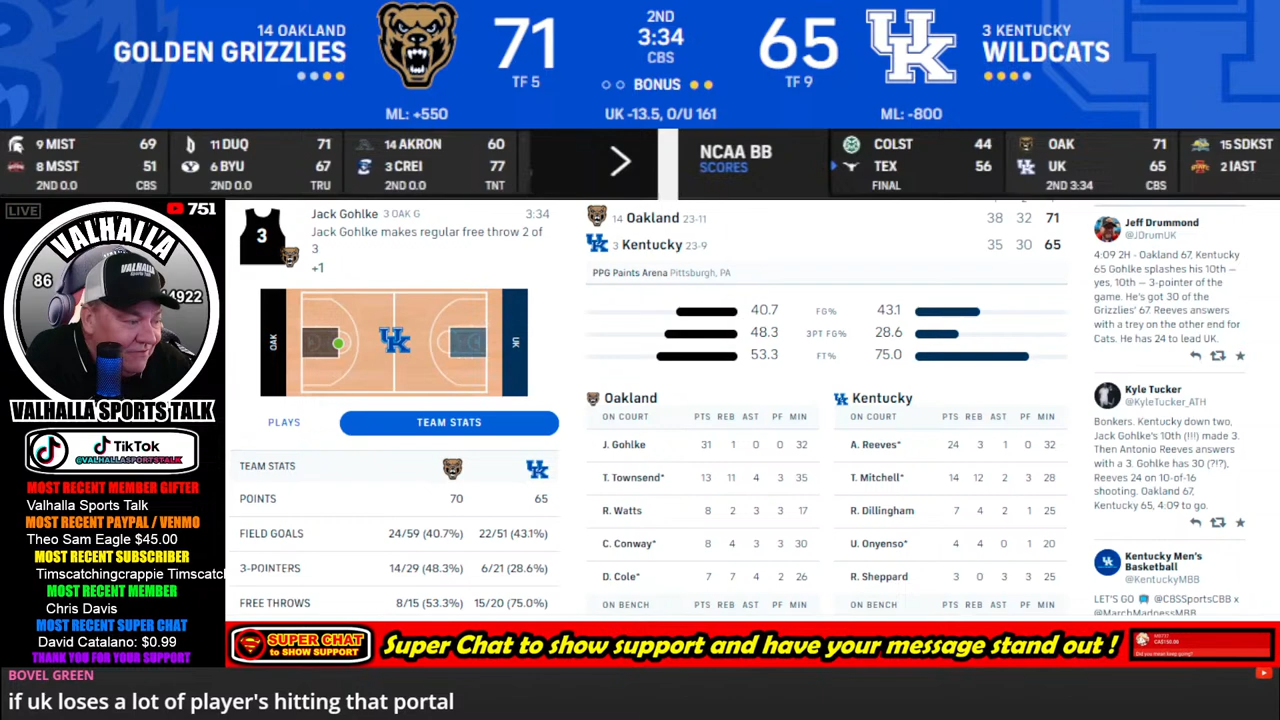 14 OAKLAND
GOLDEN GRIZZLIES
71
TF 5
ML: +550
2ND
3:34
CBS
BONUS
UK -13.5, O/U 161
65
TF 9
UK
3 KENTUCKY
WILDCATS
ML: -800
9 MIST 69
8 MSST 51
2ND 0.0 CBS
11 DUQ 71
6 BYU 67
2ND 0.0 TRU
14 AKRON 60
3 CREI 77
2ND 0.0 TNT
NCAA BB
SCORES
COLST 44
TEX 56
FINAL
OAK 71
UK 65
2ND 3:34 CBS
15 SDKST
2 IAST
LIVE
751
VALHALLA
86
14922
VALHALLA SPORTS TALK
TikTok
@VALHALLASPORTSTALK
MOST RECENT MEMBER GIFTER
Valhalla Sports Talk
MOST RECENT PAYPAL / VENMO
Theo Sam Eagle $45.00
MOST RECENT SUBSCRIBER
Timscatchingcrappie Timscatch
MOST RECENT MEMBER
Chris Davis
MOST RECENT SUPER CHAT
David Catalano: $0.99
THANK YOU FOR YOUR SUPPORT
3
Jack Gohlke 3 OAK G 3:34
Jack Gohlke makes regular free throw 2 of
3
+1
OAK
UK
UK
PLAYS
TEAM STATS
TEAM STATS
POINTS 70 65
FIELD GOALS 24/59 (40.7%) 22/51 (43.1%)
3-POINTERS 14/29 (48.3%) 6/21 (28.6%)
FREE THROWS 8/15 (53.3%) 15/20 (75.0%)
14 Oakland 23-11 38 32 71
3 Kentucky 23-9 35 30 65
PPG Paints Arena Pittsburgh, PA
40.7 FG% 43.1
48.3 3PT FG% 28.6
53.3 FT% 75.0
Oakland
ON COURT PTS REB AST PF MIN
J. Gohlke 31 1 0 0 32
T. Townsend* 13 11 4 3 35
R. Watts 8 2 3 3 17
C. Conway* 8 4 3 3 30
D. Cole* 7 7 4 2 26
ON BENCH PTS REB AST PF MIN
Kentucky
ON COURT PTS REB AST PF MIN
A. Reeves* 24 3 1 0 32
T. Mitchell* 14 12 2 3 28
R. Dillingham 7 4 2 1 25
U. Onyenso* 4 4 0 1 20
R. Sheppard 3 0 3 3 25
ON BENCH PTS REB AST PF MIN
Jeff Drummond
@JDrumUK
4:09 2H - Oakland 67, Kentucky
65 Gohlke splashes his 10th —
yes, 10th — 3-pointer of the
game. He's got 30 of the
Grizzlies' 67. Reeves answers
with a trey on the other end for
Cats. He has 24 to lead UK.
Kyle Tucker
@KyleTucker_ATH
Bonkers. Kentucky down two,
Jack Gohlke's 10th (!!!) made 3.
Then Antonio Reeves answers
with a 3. Gohlke has 30 (?!?),
Reeves 24 on 10-of-16
shooting. Oakland 67,
Kentucky 65, 4:09 to go.
Kentucky Men's
Basketball
@KentuckyMBB
LET'S GO @CBSSportsCBB x
@MarchMadnessMBB
SUPER CHAT
to SHOW SUPPORT
Super Chat to show support and have your message stand out !
BOVEL GREEN
if uk loses a lot of player's hitting that portal